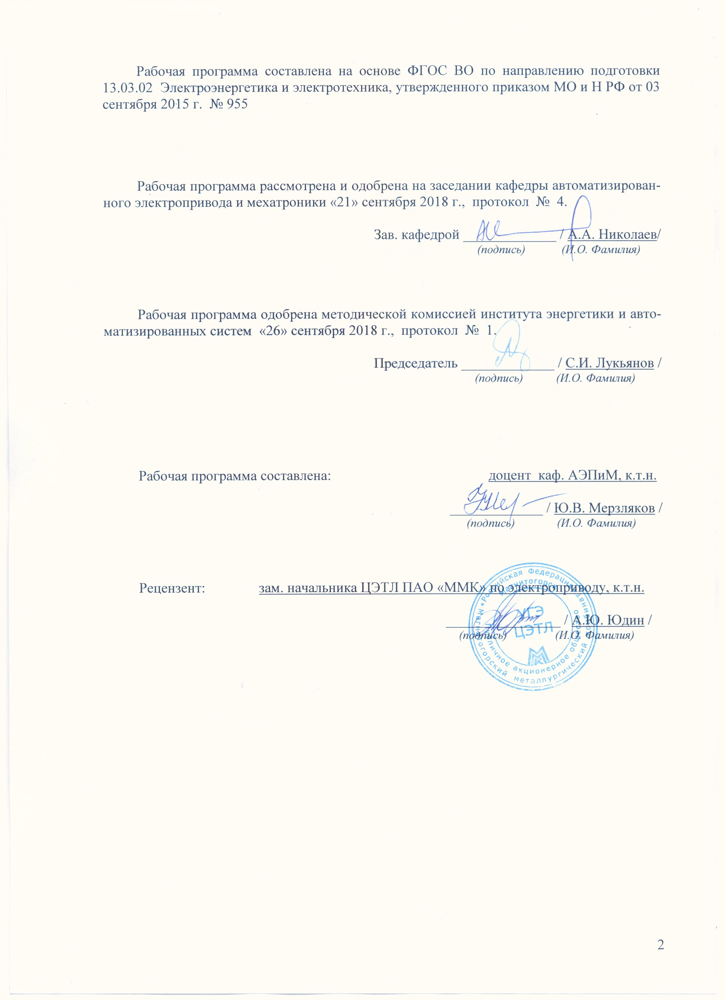 Рабочая программа составлена на основе ФГОС ВО по направлению подготовки
13.03.02 Электроэнергетика и электротехника, утвержденного приказом МО и Н РФ от 03
сентября 2015 г. № 955
Рабочая программа рассмотрена и одобрена на заседании кафедры автоматизирован-
ного электропривода и мехатроники «21» сентября 2018 г., протокол № 4.
Зав. кафедрой _____________ / А.А. Николаев/
(подпись) (И.О. Фамилия)
Рабочая программа одобрена методической комиссией института энергетики и авто-
матизированных систем «26» сентября 2018 г., протокол № 1.
Председатель _____________ / С.И. Лукьянов /
(подпись) (И.О. Фамилия)
Рабочая программа составлена: доцент каф. АЭПиМ, к.т.н.
_____________ / Ю.В. Мерзляков /
(подпись) (И.О. Фамилия)
Рецензент: зам. начальника ЦЭТЛ ПАО «ММК» по электроприводу, к.т.н.
________________ / А.Ю. Юдин /
(подпись) (И.О. Фамилия)
Российская Федерация
Магнитогорск
* Магнитогорский металлургический комбинат
Публичное акционерное общество
УГЭ
ЦЭТЛ
2